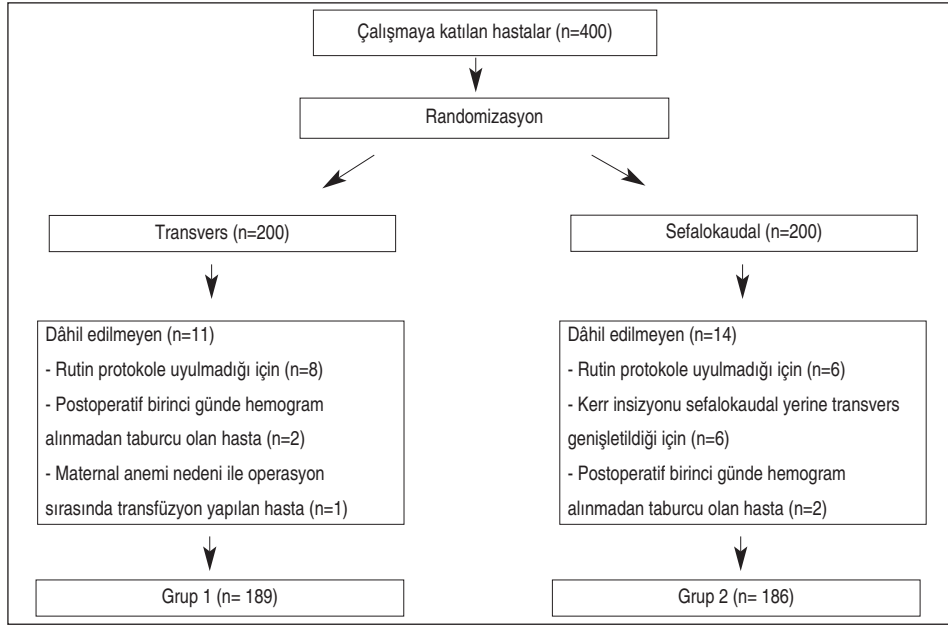 Çalışmaya katılan hastalar (n=400)
Randomizasyon
Transvers (n=200)
Sefalokaudal (n=200)
Dâhil edilmeyen (n=11)
- Rutin protokole uyulmadığı için (n=8)
- Postoperatif birinci günde hemogram
alınmadan taburcu olan hasta (n=2)
- Maternal anemi nedeni ile operasyon
sırasında transfüzyon yapılan hasta (n=1)
Dâhil edilmeyen (n=14)
- Rutin protokole uyulmadığı için (n=6)
- Kerr insizyonu sefalokaudal yerine transvers
genişletildiği için (n=6)
- Postoperatif birinci günde hemogram
alınmadan taburcu olan hasta (n=2)
Grup 1 (n= 189)
Grup 2 (n= 186)